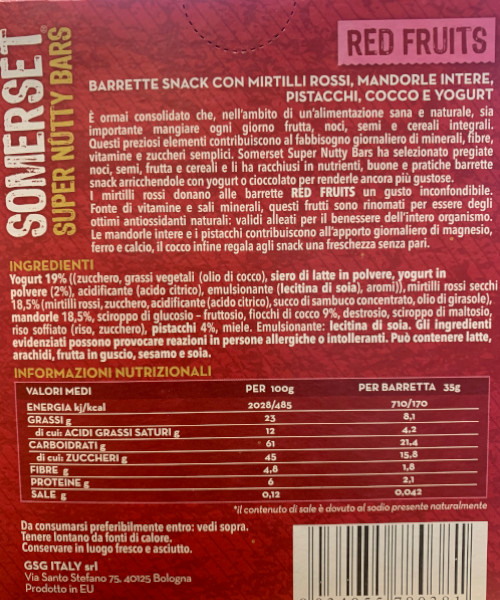 SOMERSET
SUPER NUTTY BARS
RED FRUITS
BARRETTE SNACK CON MIRTILLI ROSSI, MANDORLE INTERE,
PISTACCHI, COCCO E YOGURT
È ormai consolidato che, nell'ambito di un'alimentazione sana e naturale, sia
importante mangiare ogni giorno frutta, noci, semi e cereali integrali.
Questi preziosi elementi contribuiscono al fabbisogno giornaliero di minerali, fibre,
vitamine e zuccheri semplici. Somerset Super Nutty Bars ha selezionato pregiate
noci, semi, frutta e cereali e li ha racchiusi in nutrienti, buone e pratiche barrette
snack arricchendole con yogurt o cioccolato per renderle ancora più gustose.
I mirtilli rossi donano alle barrette RED FRUITS un gusto inconfondibile.
Fonte di vitamine e sali minerali, questi frutti sono rinomati per essere degli
ottimi antiossidanti naturali: validi alleati per il benessere dell'intero organismo.
Le mandorle intere e i pistacchi contribuiscono all'apporto giornaliero di magnesio,
ferro e calcio, il cocco infine regala agli snack una freschezza senza pari.
INGREDIENTI
Yogurt 19% ((zucchero, grassi vegetali (olio di cocco), siero di latte in polvere, yogurt in
polvere (2%), acidificante (acido citrico), emulsionante (lecitina di soia), aromi)), mirtilli rossi secchi
18,5% (mirtilli rossi, zucchero, acidificante (acido citrico), succo di sambuco concentrato, olio di girasole),
mandorle 18,5%, sciroppo di glucosio – fruttosio, fiocchi di cocco 9%, destrosio, sciroppo di maltosio,
riso soffiato (riso, zucchero), pistacchi 4%, miele. Emulsionante: lecitina di soia. Gli ingredienti
evidenziati possono provocare reazioni in persone allergiche o intolleranti. Può contenere latte,
arachidi, frutta in guscio, sesamo e soia.
INFORMAZIONI NUTRIZIONALI
VALORI MEDI PER 100g PER BARRETTA 35g
ENERGIA kj/kcal 2028/485 710/170
GRASSI g 23 8,1
di cui: ACIDI GRASSI SATURI g 12 4,2
CARBOIDRATI g 61 21,4
di cui: ZUCCHERI g 45 15,8
FIBRE g 4,8 1,8
PROTEINE g 6 2,1
SALE g 0,12 0,042
*Il contenuto di sale è dovuto al sodio presente naturalmente
Da consumarsi preferibilmente entro: vedi sopra.
Tenere lontano da fonti di calore.
Conservare in luogo fresco e asciutto.
GSG ITALY srl
Via Santo Stefano 75, 40125 Bologna
Prodotto in EU